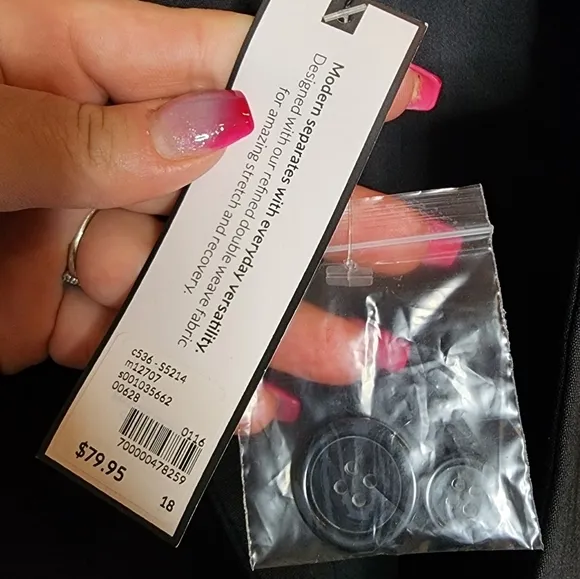 Modern separates with everyday versatility.
Designed with our refined double weave fabric
for amazing stretch and recovery.
c536 - S5214
m12707
s001035662
00628
0116
700000478259
$79.95
18